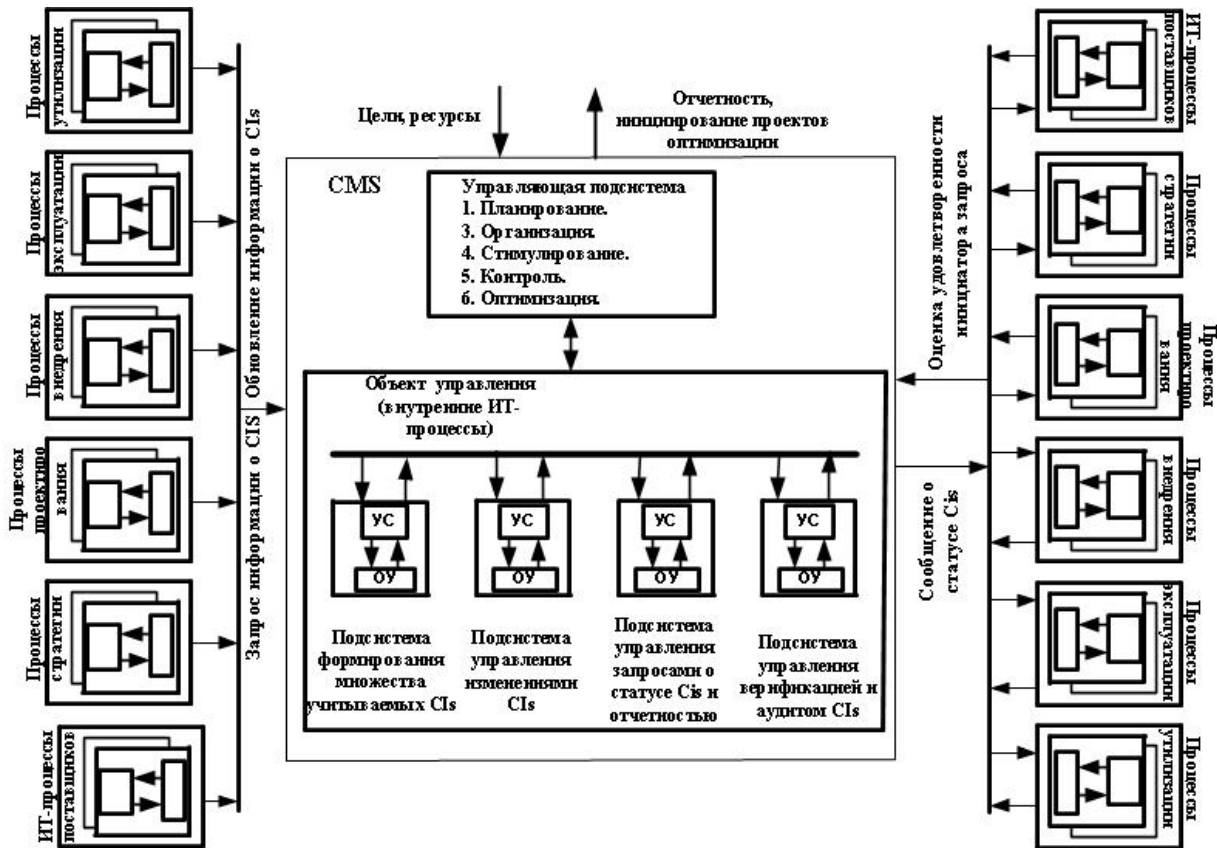 Процессы
утилизации
Процессы
эксплуатации
Процессы
внедрения
Процессы
проектиро
вания
Процессы
стратегии
ИТ-процессы
поставщиков
Обновление информации о CIs
Запрос информации о CIS
Цели, ресурсы
Отчетность,
инициирование проектов
оптимизации
CMS
Управляющая подсистема
1. Планирование.
3. Организация.
4. Стимулирование.
5. Контроль.
6. Оптимизация.
Объект управления
(внутренние ИТ-
процессы)
УС
ОУ
УС
ОУ
УС
ОУ
УС
ОУ
Подсистема
формирования
множества
учитываемых CIs
Подсистема
управления
изменениями
CIs
Подсистема
управления
запросами о
статусе Cis и
отчетностью
Подсистема
управления
верификацией и
аудитом CIs
Оценка удовлетворенности
инициатора запроса
Сообщение о
статусе Cis
ИТ-процессы
поставщиков
Процессы
стратегии
Процессы
проектиро
вания
Процессы
внедрения
Процессы
эксплуатации
Процессы
утилизации